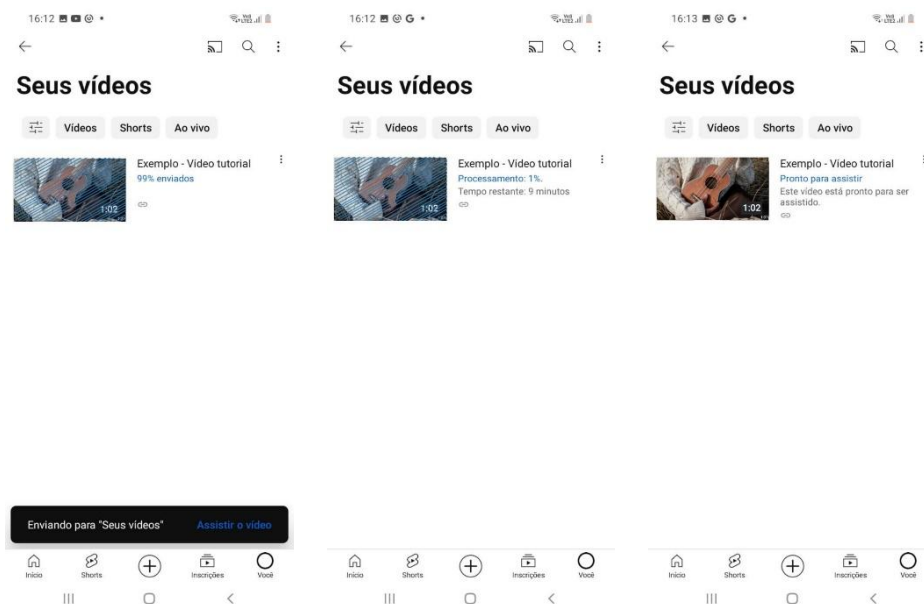 16:12
Seus vídeos
Vídeos Shorts Ao vivo
Exemplo - Vídeo tutorial
99% enviados
1:02
Enviando para "Seus vídeos" Assistir o vídeo
Início Shorts Inscrições Você
16:12 G
Seus vídeos
Vídeos Shorts Ao vivo
Exemplo - Vídeo tutorial
Processamento: 1%.
Tempo restante: 9 minutos
1:02
Início Shorts Inscrições Você
16:13 G
Seus vídeos
Vídeos Shorts Ao vivo
Exemplo - Vídeo tutorial
Pronto para assistir
Este vídeo está pronto para ser
assistido.
1:02
Início Shorts Inscrições Você